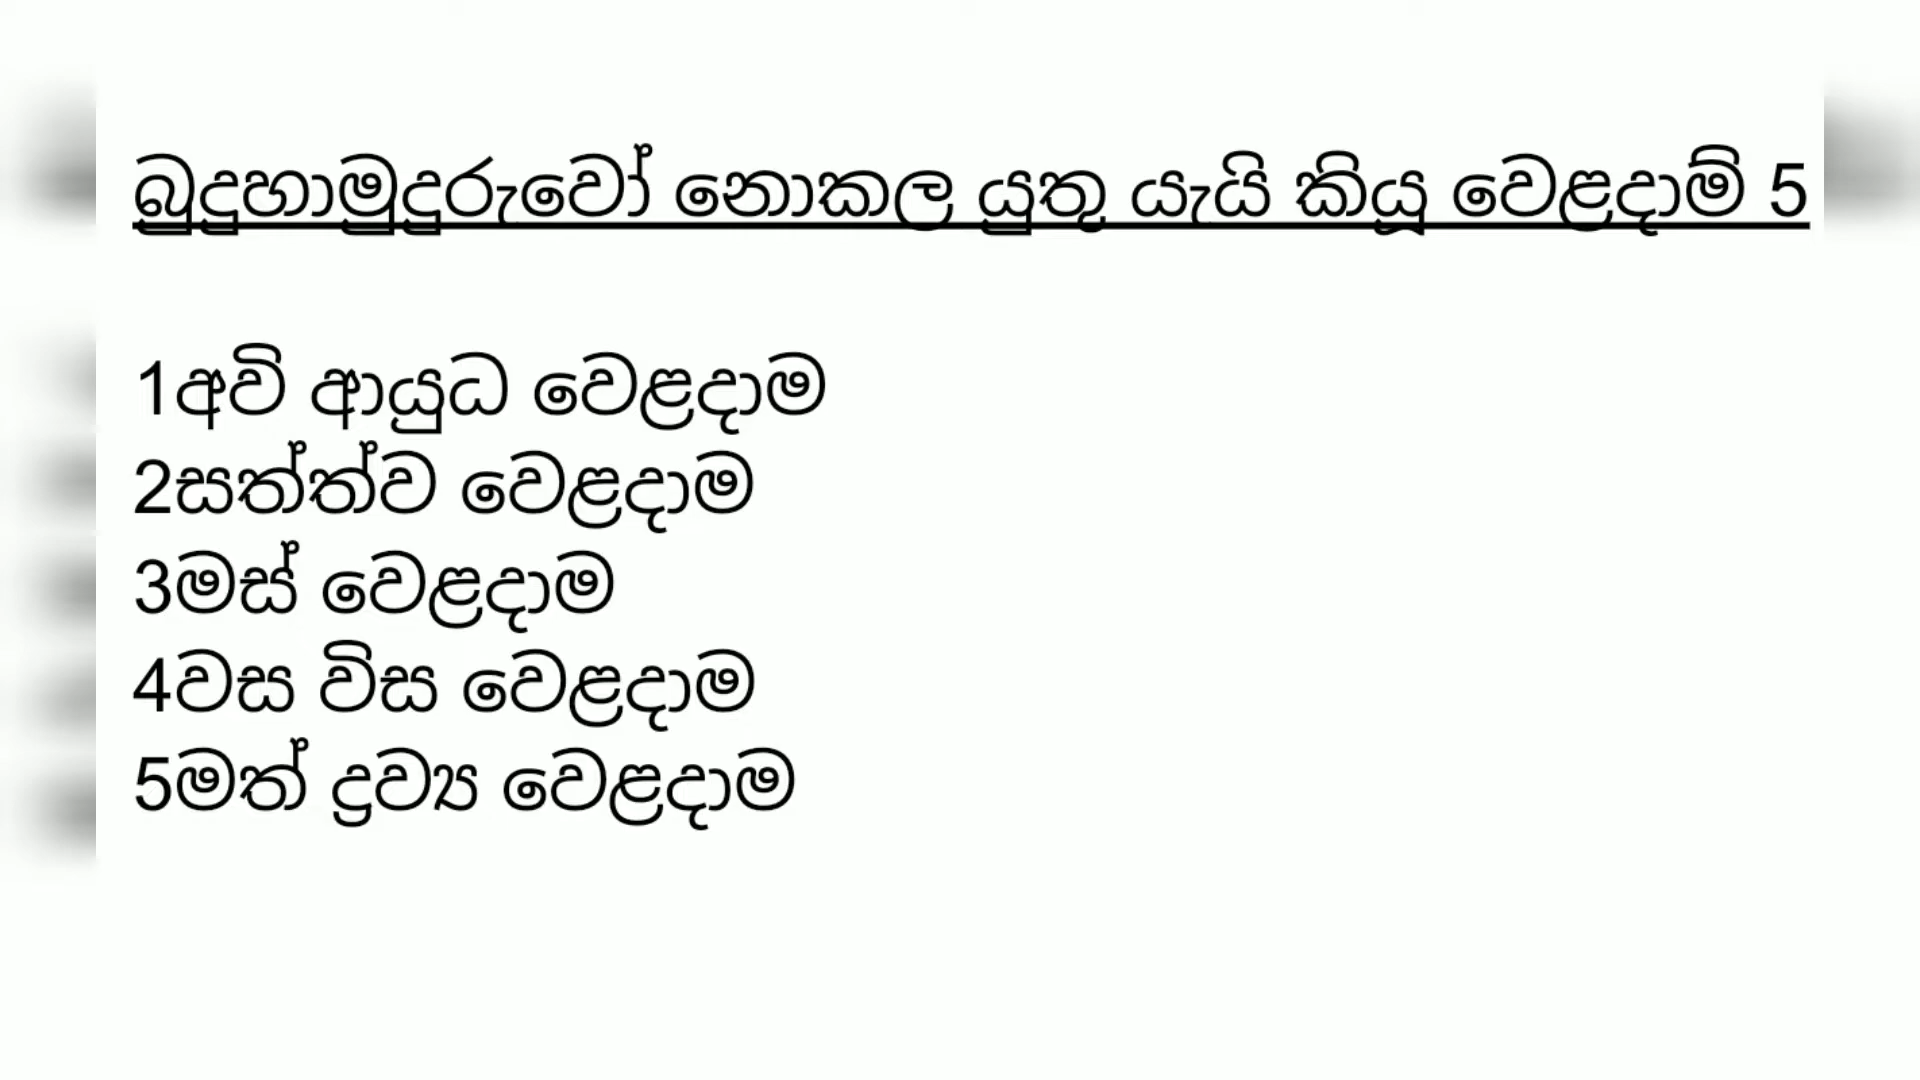 බුදුහාමුදුරුවෝ නොකල යුතු යැයි කියූ වෙළදාම් 5
1අවි ආයුධ වෙළදාම
2සත්ත්ව වෙළදාම
3මස් වෙළදාම
4වස විස වෙළදාම
5මත් ද්‍රව්‍ය වෙළදාම